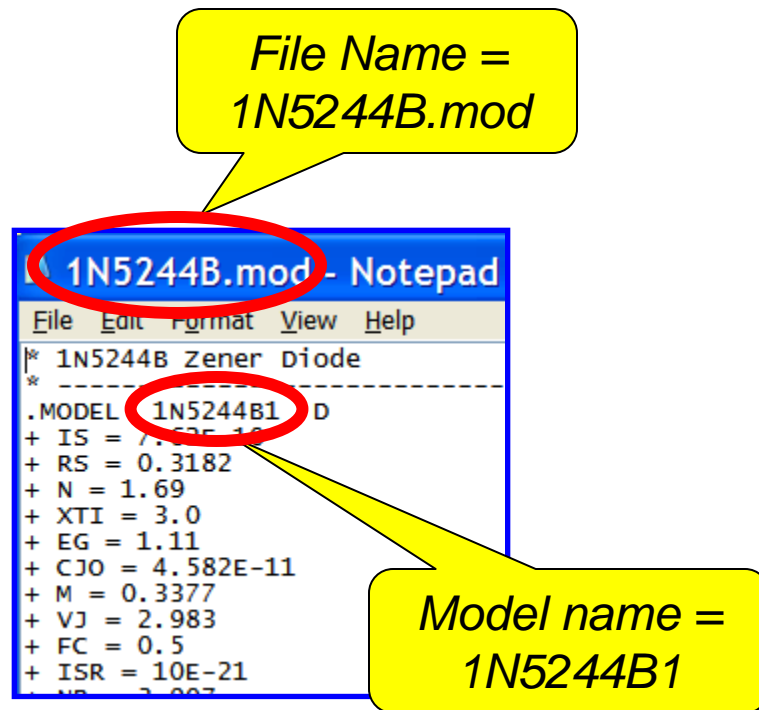 File Name =
1N5244B.mod
1N5244B.mod - Notepad
File Edit Format View Help
* 1N5244B Zener Diode
* ------------------------------
.MODEL 1N5244B1 D
+ IS =
+ RS = 0.3182
+ N = 1.69
+ XTI = 3.0
+ EG = 1.11
+ CJO = 4.582E-11
+ M = 0.3377
+ VJ = 2.983
+ FC = 0.5
+ ISR = 10E-21
Model name =
1N5244B1